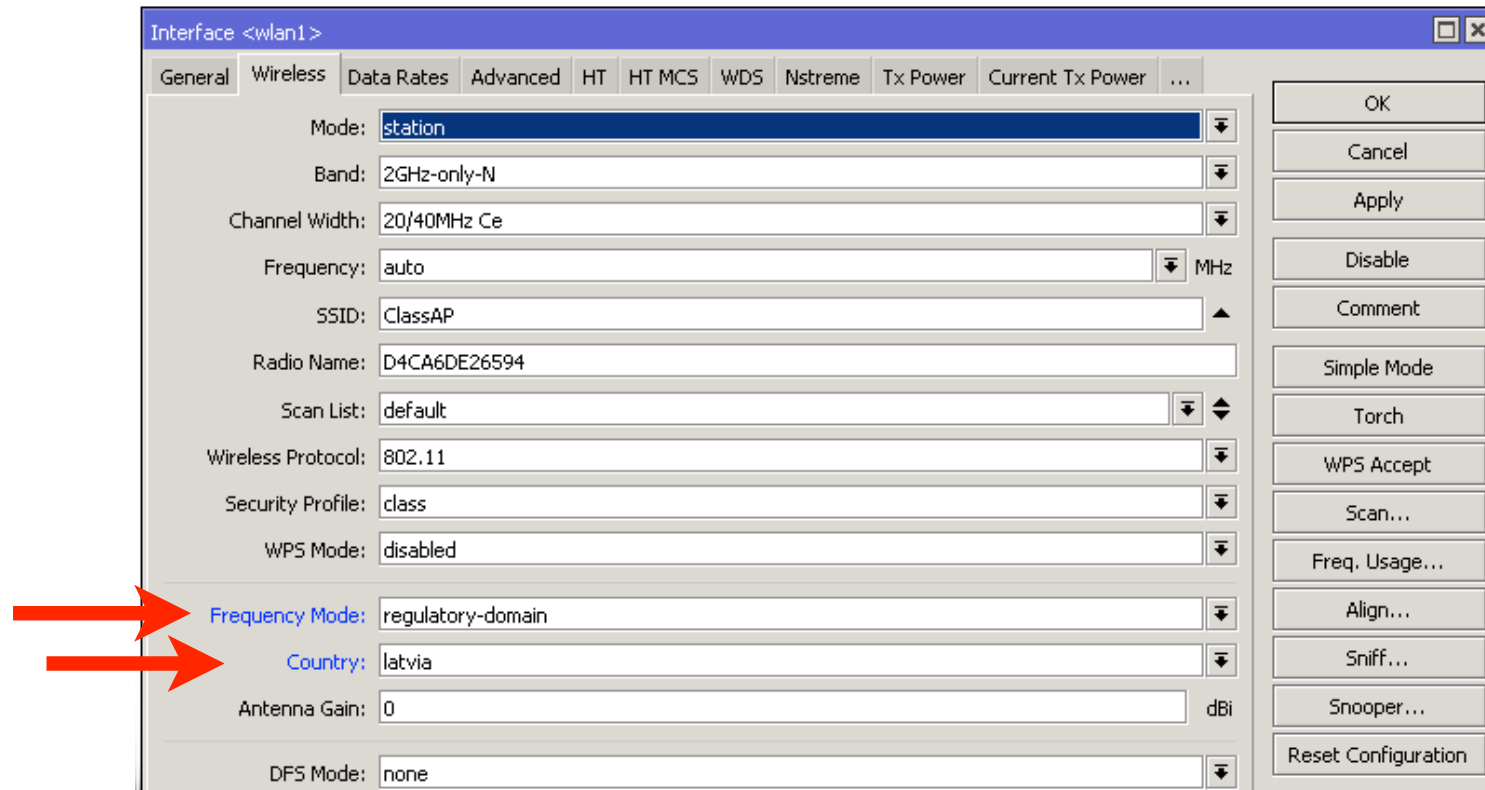 Interface <wlan1>
General Wireless Data Rates Advanced HT HT MCS WDS Nstreme Tx Power Current Tx Power ...
Mode: station
Band: 2GHz-only-N
Channel Width: 20/40MHz Ce
Frequency: auto MHz
SSID: ClassAP
Radio Name: D4CA6DE26594
Scan List: default
Wireless Protocol: 802.11
Security Profile: class
WPS Mode: disabled
Frequency Mode: regulatory-domain
Country: latvia
Antenna Gain: 0 dBi
DFS Mode: none
OK
Cancel
Apply
Disable
Comment
Simple Mode
Torch
WPS Accept
Scan...
Freq. Usage...
Align...
Sniff...
Snooper...
Reset Configuration